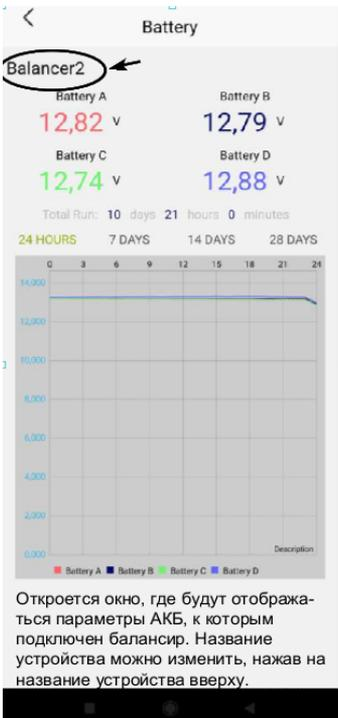 Battery
Balancer2
Battery A Battery B
12,82 v 12,79 v
Battery C Battery D
12,74 v 12,88 v
Total Run: 10 days 21 hours 0 minutes
24 HOURS 7 DAYS 14 DAYS 28 DAYS
0 3 6 9 12 15 18 21 24
14,000
12,000
10,000
8,000
6,000
4,000
2,000
0,000
Description
Battery A Battery B Battery C Battery D
Откроется окно, где будут отобража-
ться параметры АКБ, к которым
подключен балансир. Название
устройства можно изменить, нажав на
название устройства вверху.